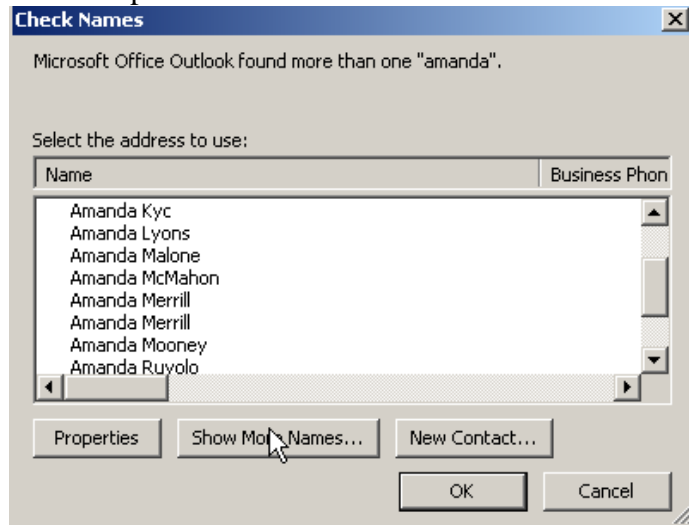 Check Names
Microsoft Office Outlook found more than one "amanda".
Select the address to use:
Name Business Phon
Amanda Kyc
Amanda Lyons
Amanda Malone
Amanda McMahon
Amanda Merrill
Amanda Merrill
Amanda Mooney
Amanda Ruvolo
Properties Show More Names... New Contact...
OK Cancel